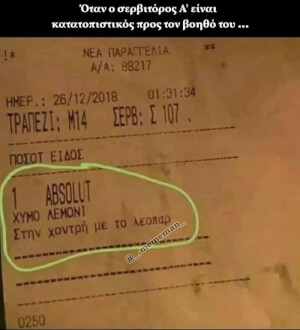 Όταν ο σερβιτόρος Α' είναι
κατατοπιστικός προς τον βοηθό του ...
!* **
ΝΕΑ ΠΑΡΑΓΓΕΛΙΑ
Α/Α: 88217
ΗΜΕΡ.: 26/12/2018 01:31:34
ΤΡΑΠΕΖΙ: Μ14 ΣΕΡΒ: Σ 107 .
ΠΟΣΟΤ ΕΙΔΟΣ
1 ABSOLUT
ΧΥΜΟ ΛΕΜΟΝΙ
Στην χοντρή με το λεοπαρ
@_.mememan._
0250